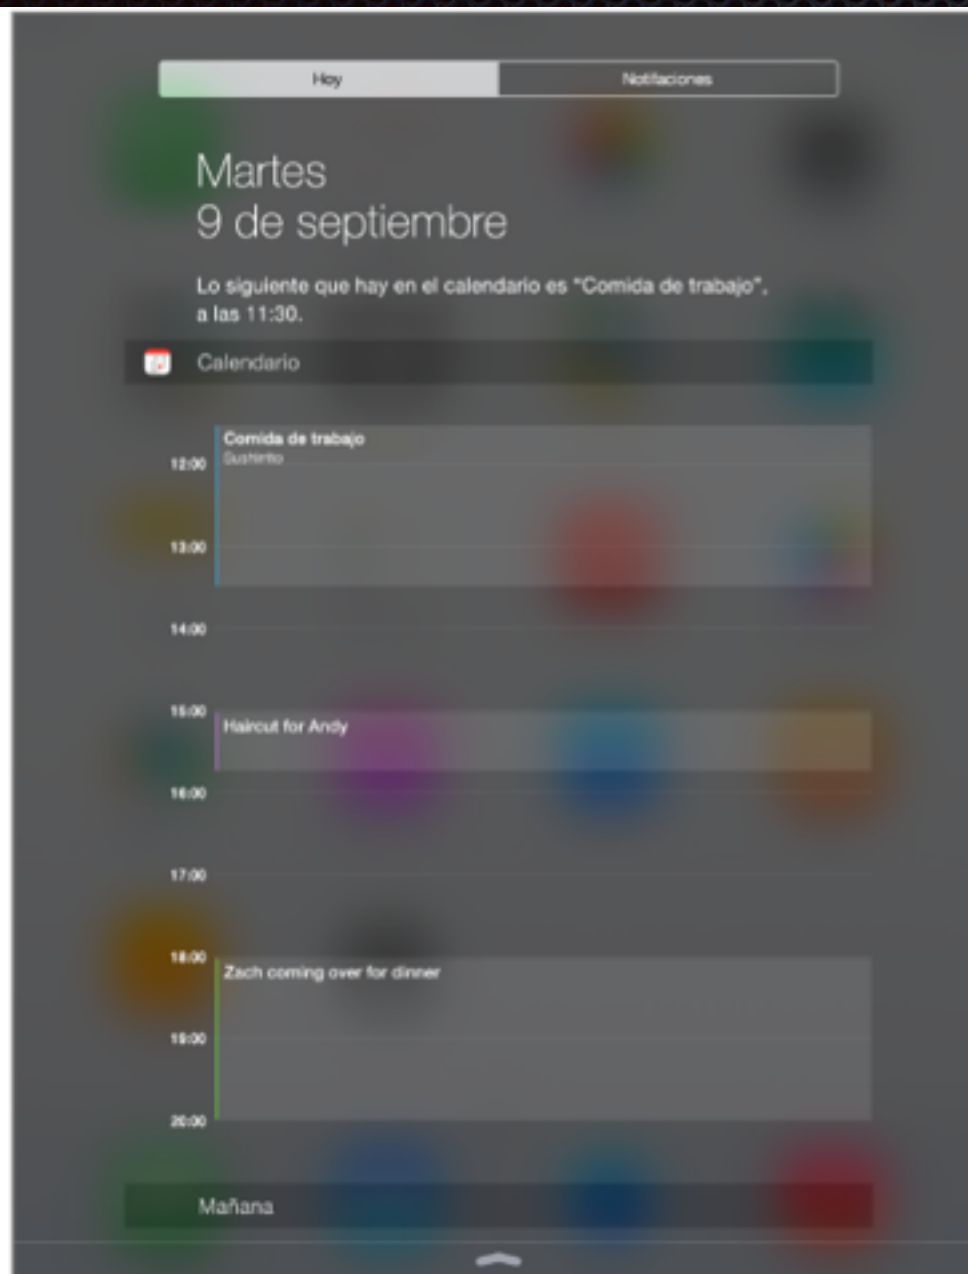 Hoy
Notifaciones
Martes
9 de septiembre
Lo siguiente que hay en el calendario es "Comida de trabajo",
a las 11:30.
Calendario
Comida de trabajo
12:00
13:00
14:00
15:00
Haircut for Andy
16:00
17:00
18:00
Zach coming over for dinner
19:00
20:00
Mañana